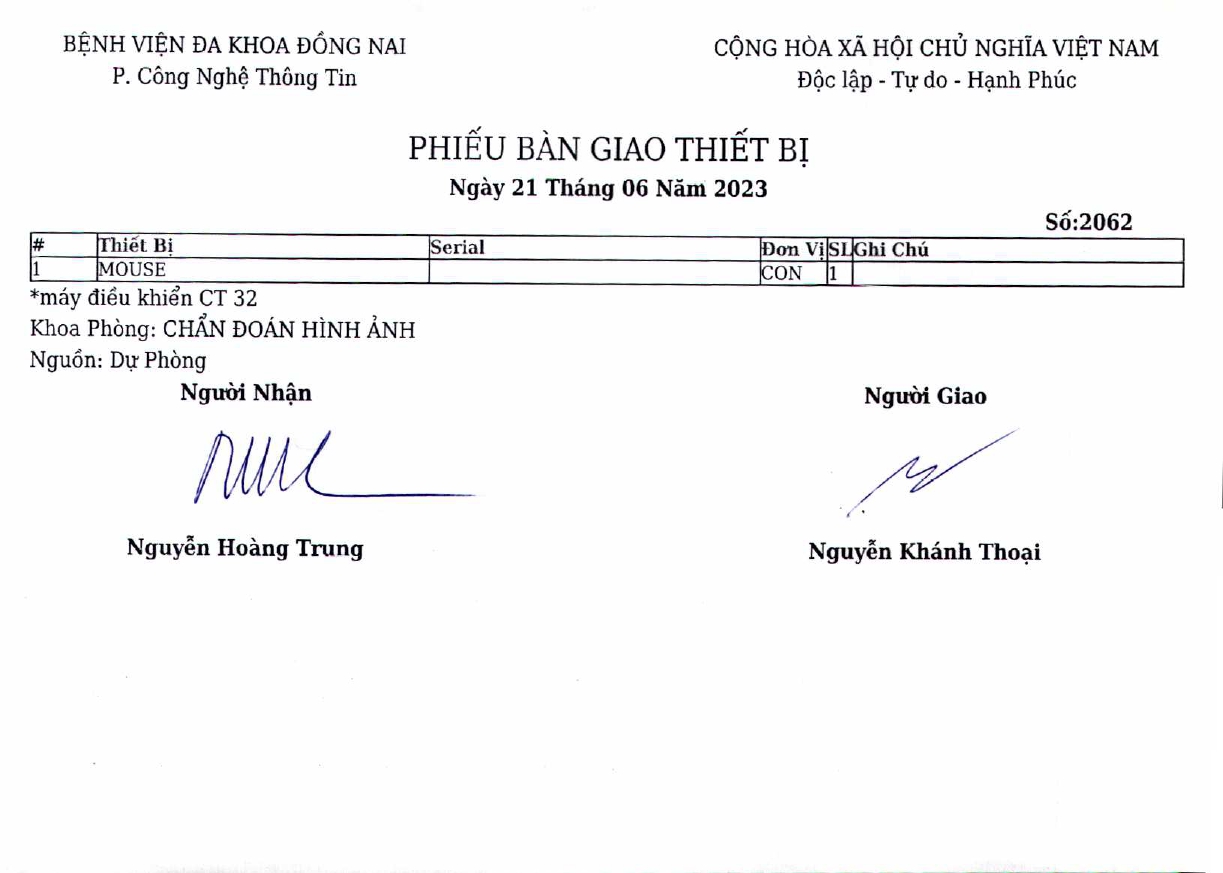 BỆNH VIỆN ĐA KHOA ĐỒNG NAI
P. Công Nghệ Thông Tin
CỘNG HÒA XÃ HỘI CHỦ NGHĨA VIỆT NAM
Độc lập - Tự do - Hạnh Phúc
PHIẾU BÀN GIAO THIẾT BỊ
Ngày 21 Tháng 06 Năm 2023
Số:2062
# Thiết Bị Serial Đơn Vị SL Ghi Chú
1 MOUSE CON 1
*máy điều khiển CT 32
Khoa Phòng: CHẨN ĐOÁN HÌNH ẢNH
Nguồn: Dự Phòng
Người Nhận Người Giao
Nguyễn Hoàng Trung Nguyễn Khánh Thoại